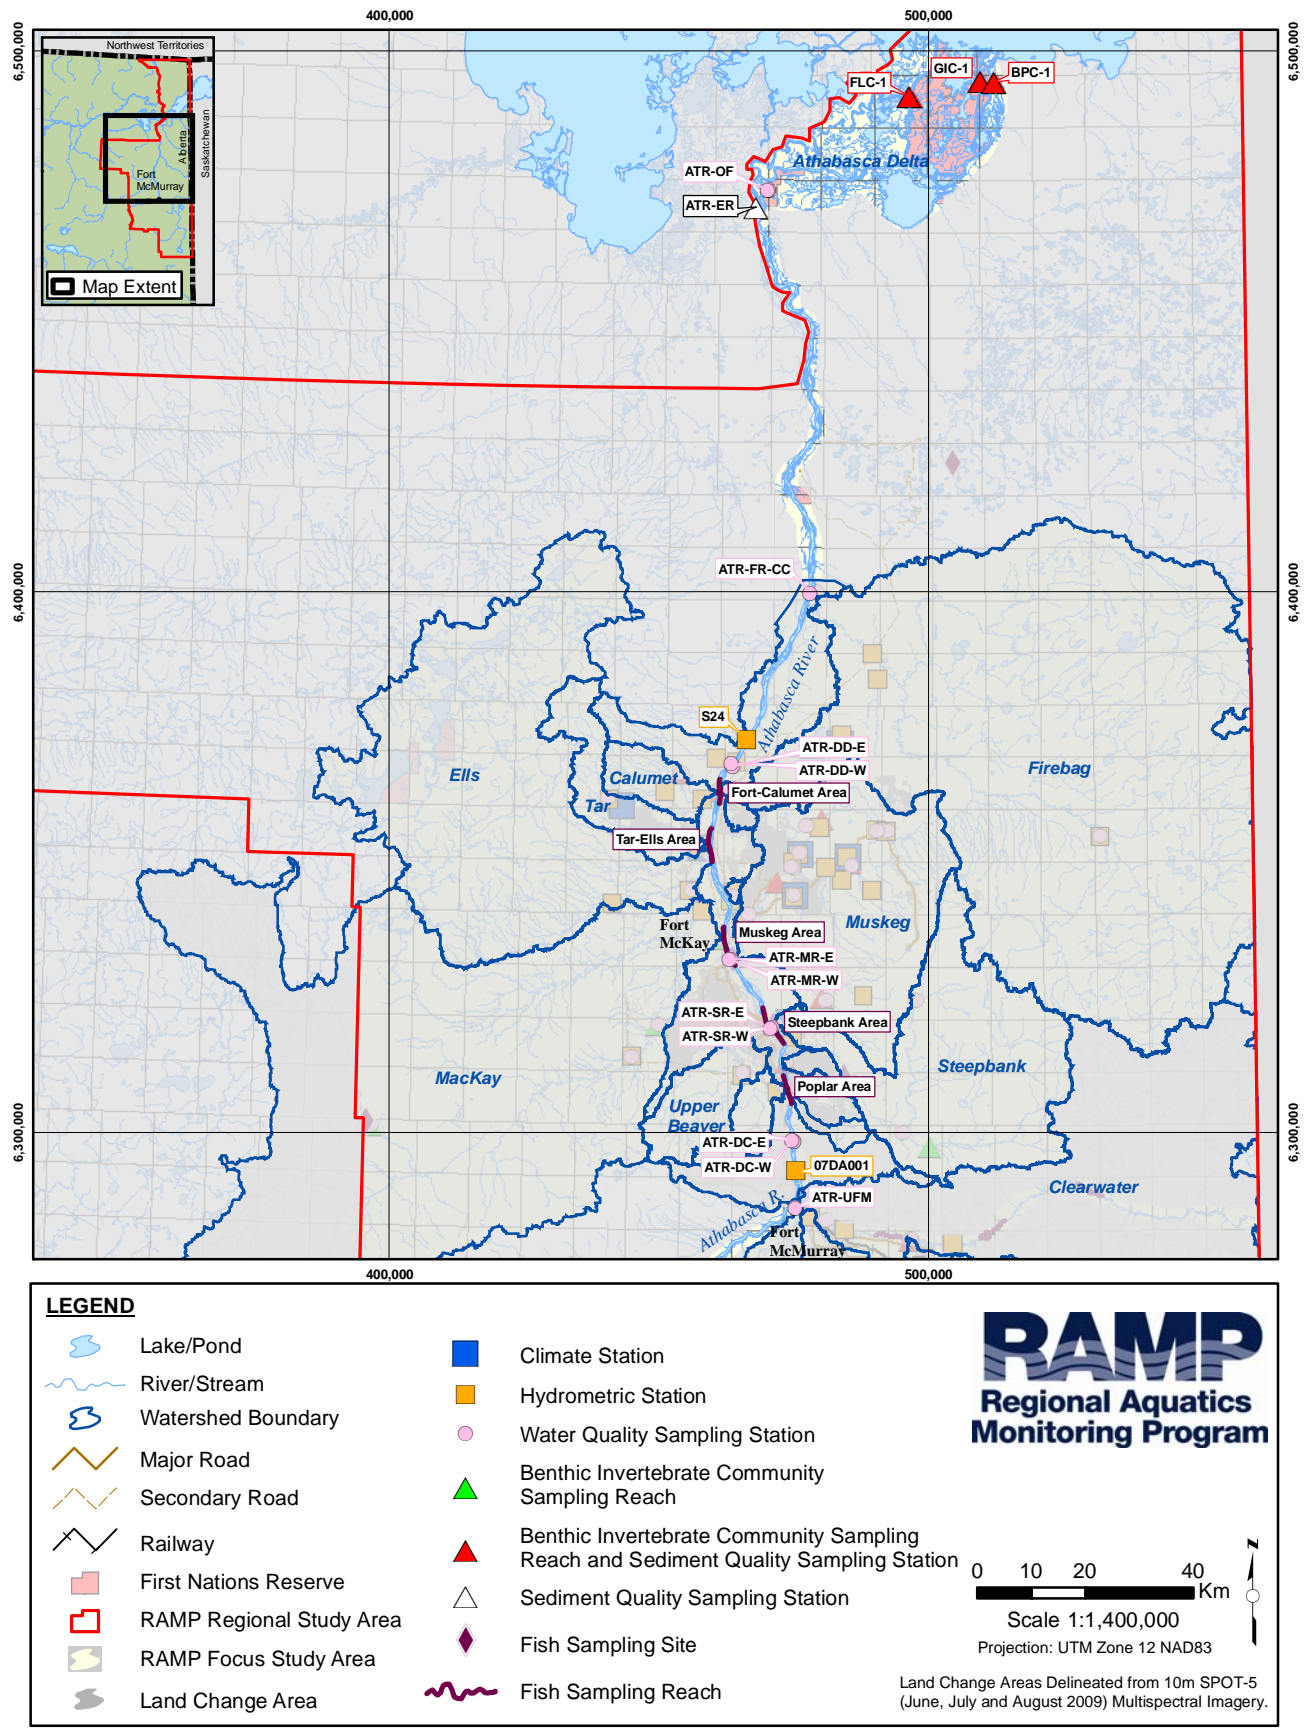 400,000
500,000
6,500,000
6,500,000
Northwest Territories
Alberta
Saskatchewan
Fort
McMurray
Map Extent
FLC-1
GIC-1
BPC-1
Athabasca Delta
ATR-OF
ATR-ER
ATR-FR-CC
6,400,000
6,400,000
Athabasca River
S24
ATR-DD-E
ATR-DD-W
Ells
Calumet
Tar
Firebag
Fort-Calumet Area
Tar-Ells Area
Muskeg
Fort
McKay
Muskeg Area
ATR-MR-E
ATR-MR-W
ATR-SR-E
ATR-SR-W
Steepbank Area
MacKay
Steepbank
Poplar Area
Upper
Beaver
6,300,000
6,300,000
ATR-DC-E
ATR-DC-W
07DA001
Clearwater
ATR-UFM
Athabasca R.
Fort
McMurray
400,000
500,000
LEGEND
Lake/Pond
River/Stream
Watershed Boundary
Major Road
Secondary Road
Railway
First Nations Reserve
RAMP Regional Study Area
RAMP Focus Study Area
Land Change Area
Climate Station
Hydrometric Station
Water Quality Sampling Station
Benthic Invertebrate Community
Sampling Reach
Benthic Invertebrate Community Sampling
Reach and Sediment Quality Sampling Station
Sediment Quality Sampling Station
Fish Sampling Site
Fish Sampling Reach
RAMP
Regional Aquatics
Monitoring Program
N
0 10 20 40
Km
Scale 1:1,400,000
Projection: UTM Zone 12 NAD83
Land Change Areas Delineated from 10m SPOT-5
(June, July and August 2009) Multispectral Imagery.